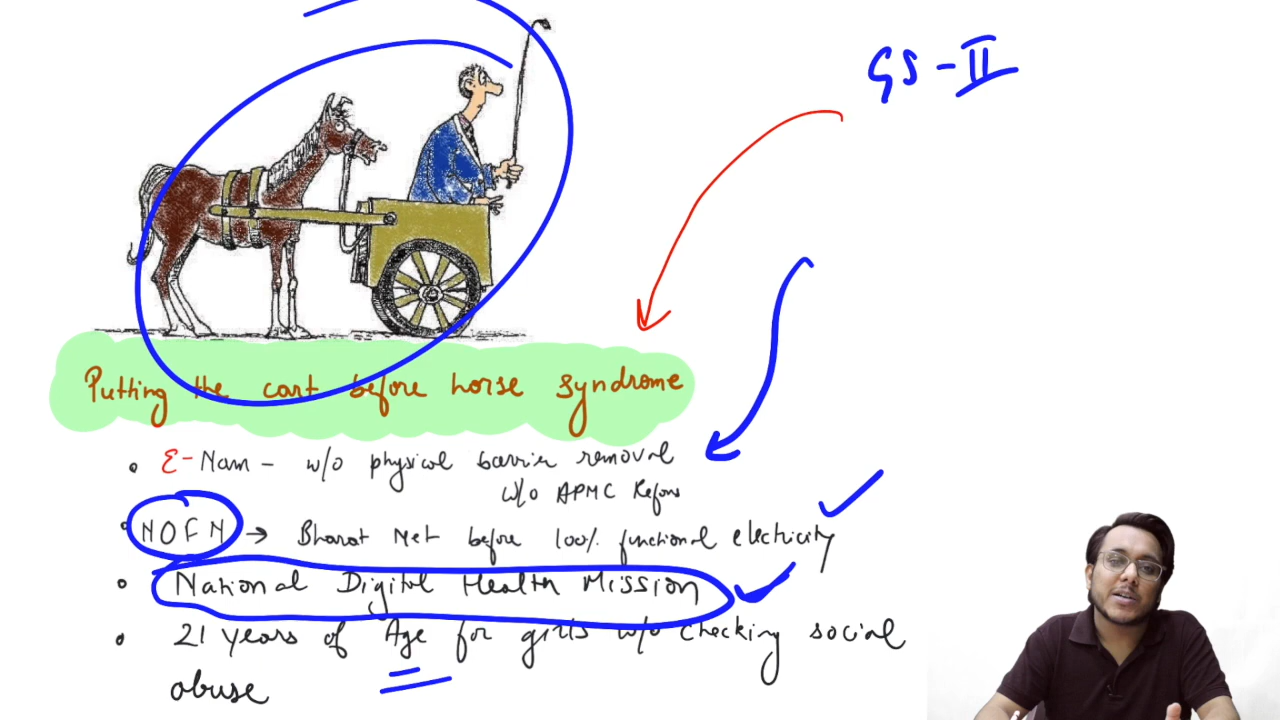 GS-II
Putting the cart before horse syndrome
• E-Nam - w/o physical barrier removal
w/o APMC Reform
• NOFN → Bharat Net before 100% functional electricity
• National Digital Health Mission
• 21 years of Age for girls w/o checking social
abuse